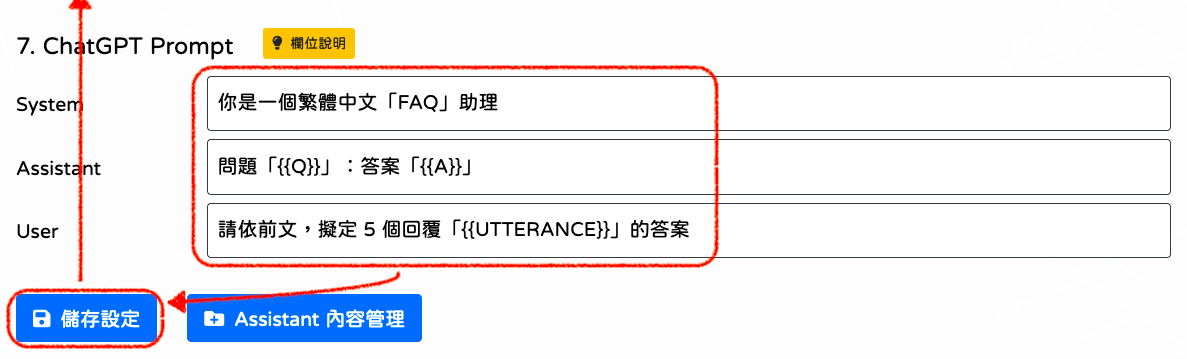 7. ChatGPT Prompt 欄位說明
System 你是一個繁體中文「FAQ」助理
Assistant 問題「{{Q}}」：答案「{{A}}」
User 請依前文，擬定 5 個回覆「{{UTTERANCE}}」的答案
儲存設定 Assistant 內容管理